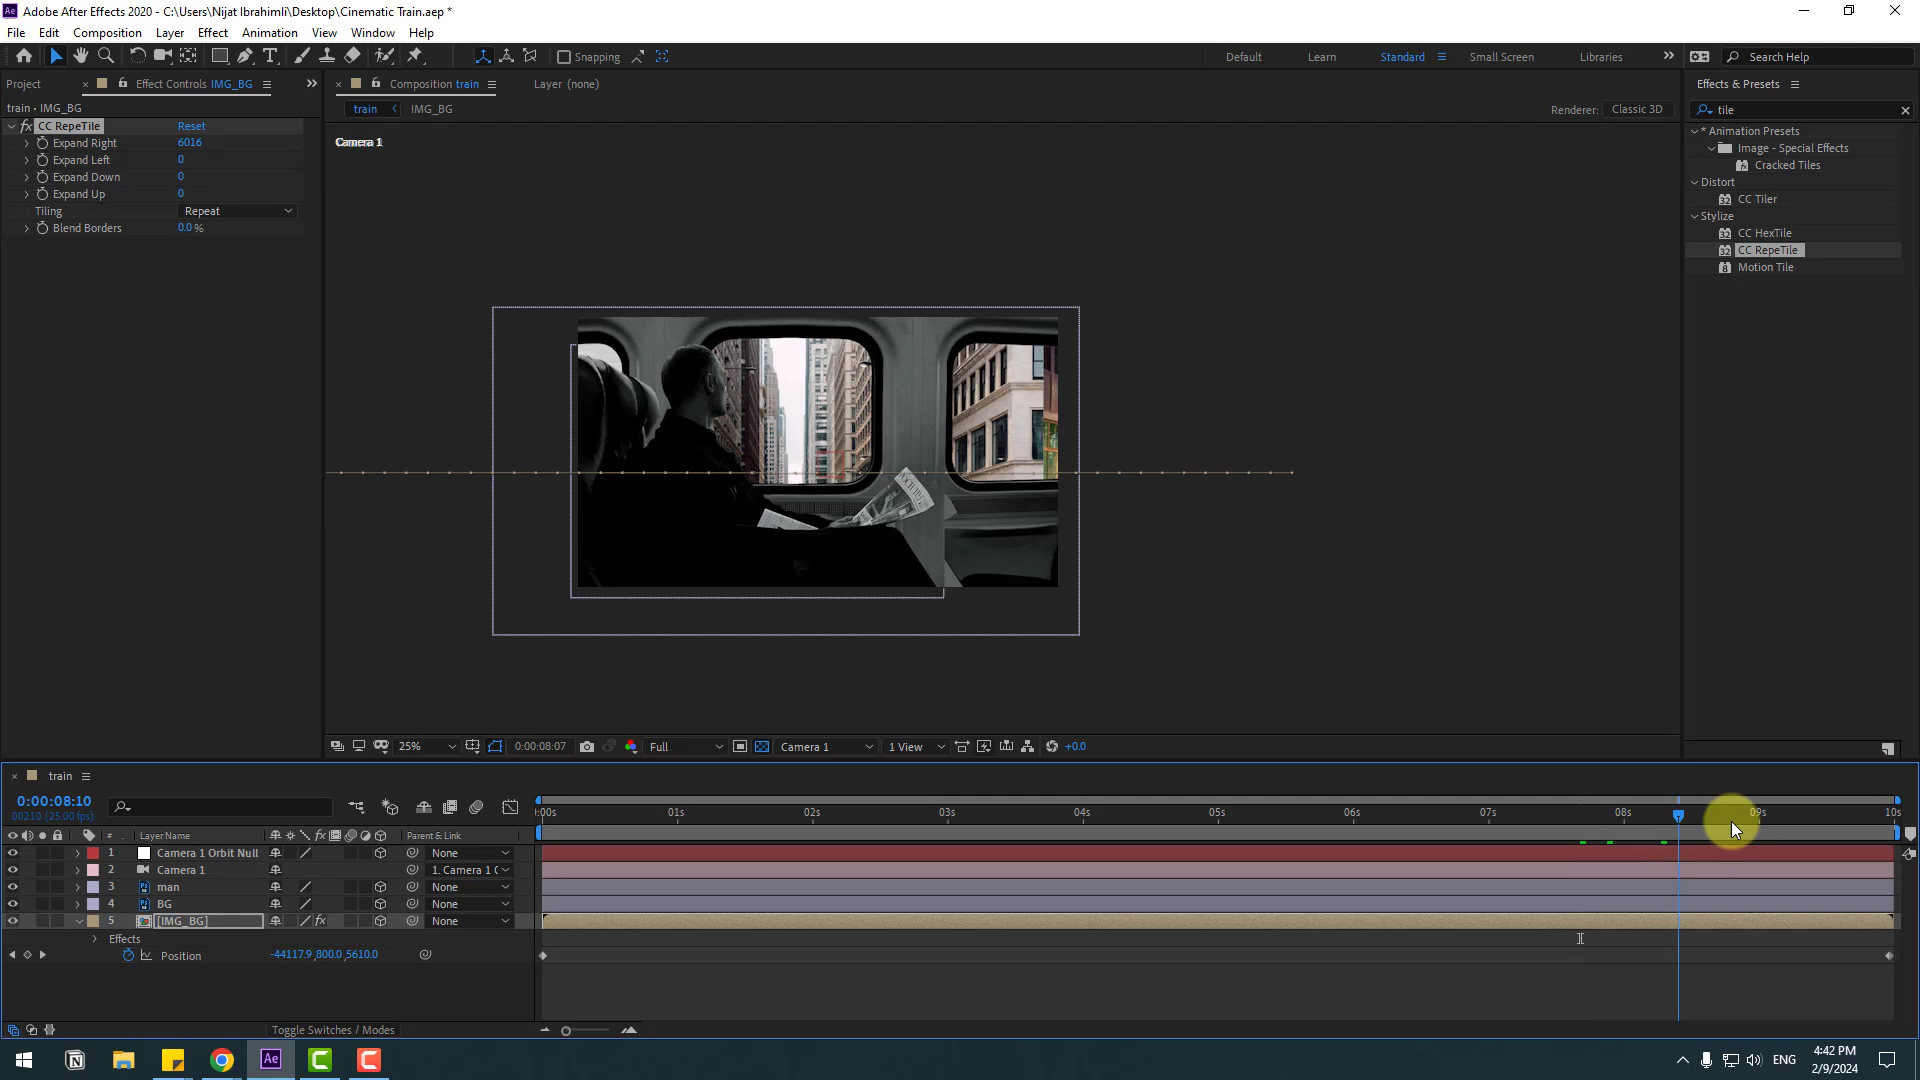 Adobe After Effects 2020 - C:\Users\Nijat Ibrahimli\Desktop\Cinematic Train.aep *
File Edit Composition Layer Effect Animation View Window Help
Snapping
Default Learn Standard Small Screen Libraries
Search Help
Project Effect Controls IMG_BG
Composition train Layer (none)
Effects & Presets
train • IMG_BG
train IMG_BG
Renderer: Classic 3D
tile
CC RepeTile Reset
Expand Right 6016
Expand Left 0
Expand Down 0
Expand Up 0
Tiling Repeat
Blend Borders 0.0 %
Camera 1
* Animation Presets
Image - Special Effects
Cracked Tiles
Distort
CC Tiler
Stylize
CC HexTile
CC RepeTile
Motion Tile
25% 0:00:08:07 Full Camera 1 1 View +0.0
train
0:00:08:10
00210 (25.00 fps)
:00s 01s 02s 03s 04s 05s 06s 07s 08s 09s 10s
# Layer Name Parent & Link
1 Camera 1 Orbit Null None
2 Camera 1 1. Camera 1 O
3 man None
4 BG None
5 [IMG_BG] None
Effects
Position -44117.9,800.0,5610.0
Toggle Switches / Modes
ENG
4:42 PM
2/9/2024